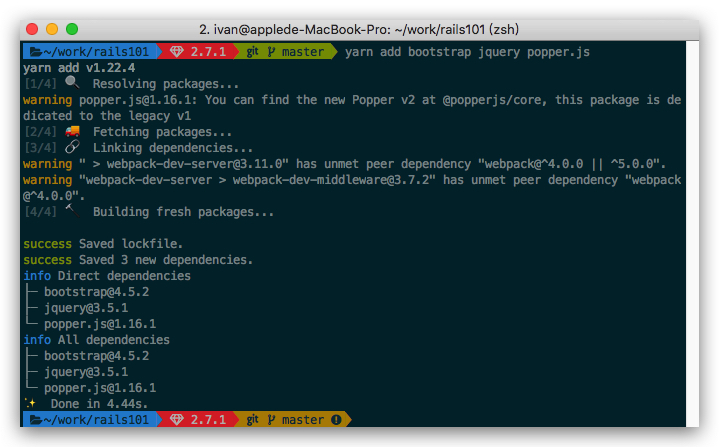 2. ivan@applede-MacBook-Pro: ~/work/rails101 (zsh)
~/work/rails101 2.7.1 git master yarn add bootstrap jquery popper.js
yarn add v1.22.4
[1/4] 🔍 Resolving packages...
warning popper.js@1.16.1: You can find the new Popper v2 at @popperjs/core, this package is de
dicated to the legacy v1
[2/4] 🚚 Fetching packages...
[3/4] 🔗 Linking dependencies...
warning " > webpack-dev-server@3.11.0" has unmet peer dependency "webpack@^4.0.0 || ^5.0.0".
warning "webpack-dev-server > webpack-dev-middleware@3.7.2" has unmet peer dependency "webpack
@^4.0.0".
[4/4] 🔨 Building fresh packages...
success Saved lockfile.
success Saved 3 new dependencies.
info Direct dependencies
├─ bootstrap@4.5.2
├─ jquery@3.5.1
└─ popper.js@1.16.1
info All dependencies
├─ bootstrap@4.5.2
├─ jquery@3.5.1
└─ popper.js@1.16.1
✨ Done in 4.44s.
~/work/rails101 2.7.1 git master